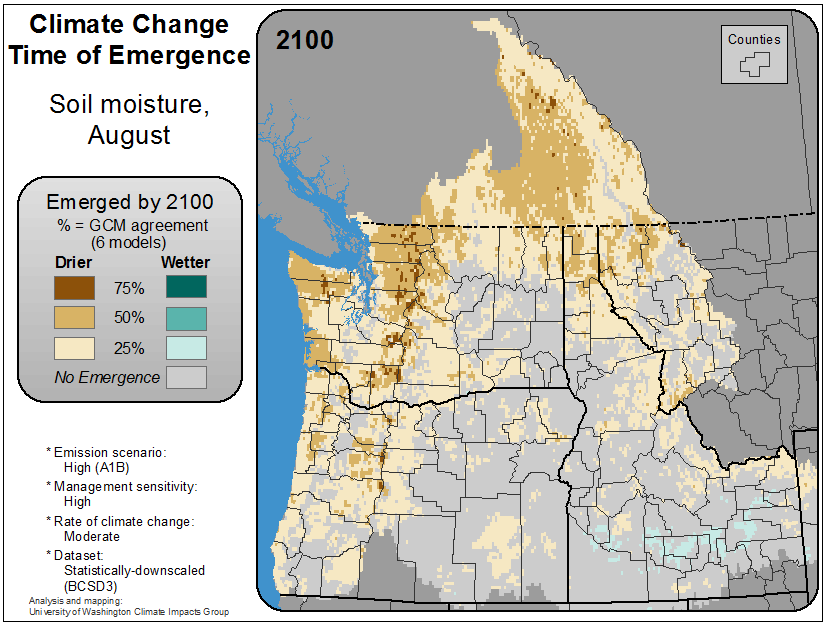 Climate Change
Time of Emergence
Soil moisture,
August
Emerged by 2100
% = GCM agreement
(6 models)
Drier Wetter
75%
50%
25%
No Emergence
* Emission scenario:
High (A1B)
* Management sensitivity:
High
* Rate of climate change:
Moderate
* Dataset:
Statistically-downscaled
(BCSD3)
Analysis and mapping:
University of Washington Climate Impacts Group
2100
Counties